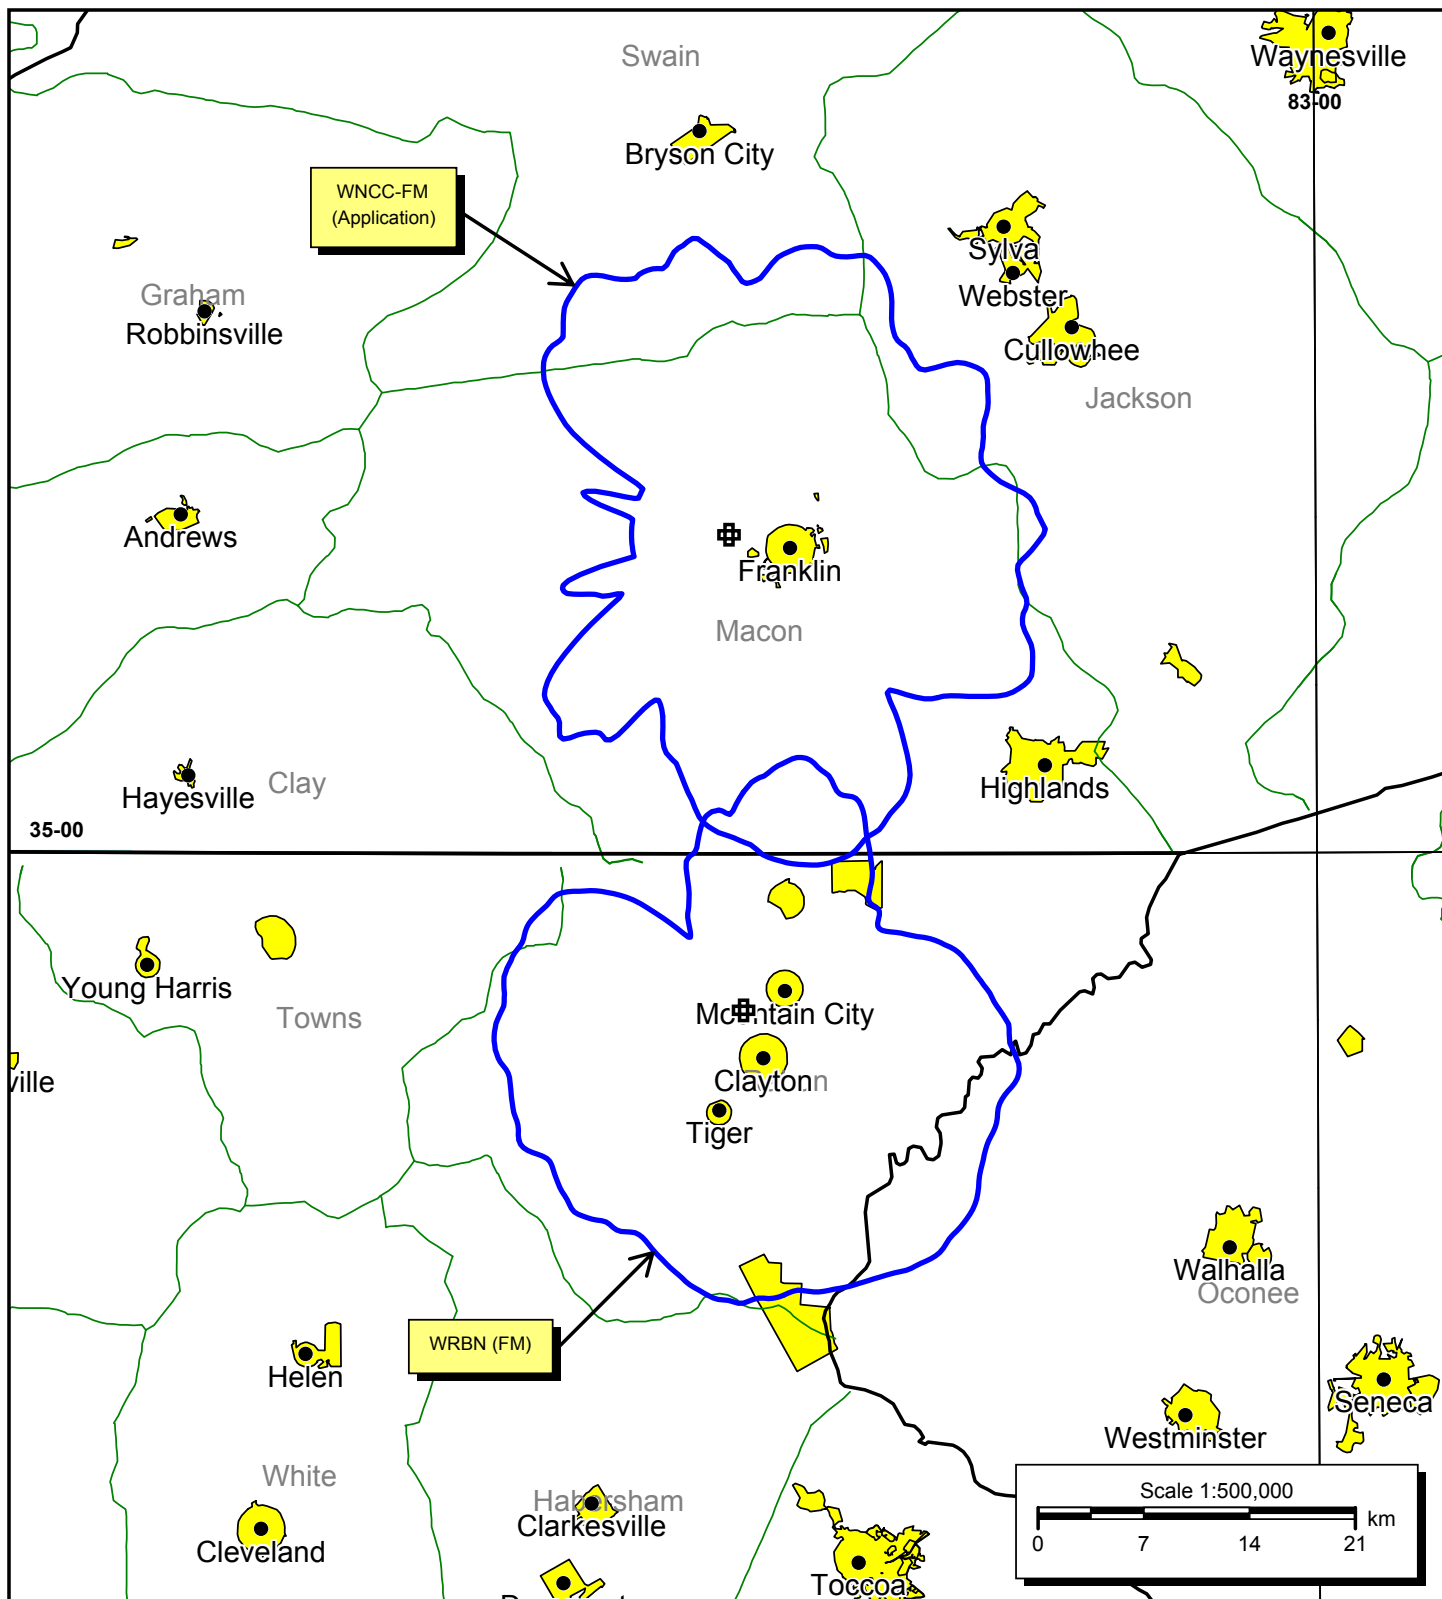 Swain
Waynesville
83-00
Bryson City
WNCC-FM
(Application)
Sylva
Webster
Graham
Robbinsville
Cullowhee
Jackson
Andrews
Franklin
Macon
Hayesville
Clay
Highlands
35-00
Young Harris
Towns
Mountain City
ville
Clayton
Tiger
Walhalla
Oconee
WRBN (FM)
Helen
Seneca
Westminster
White
Habersham
Clarkesville
Cleveland
Toccoa
Scale 1:500,000
km
0 7 14 21